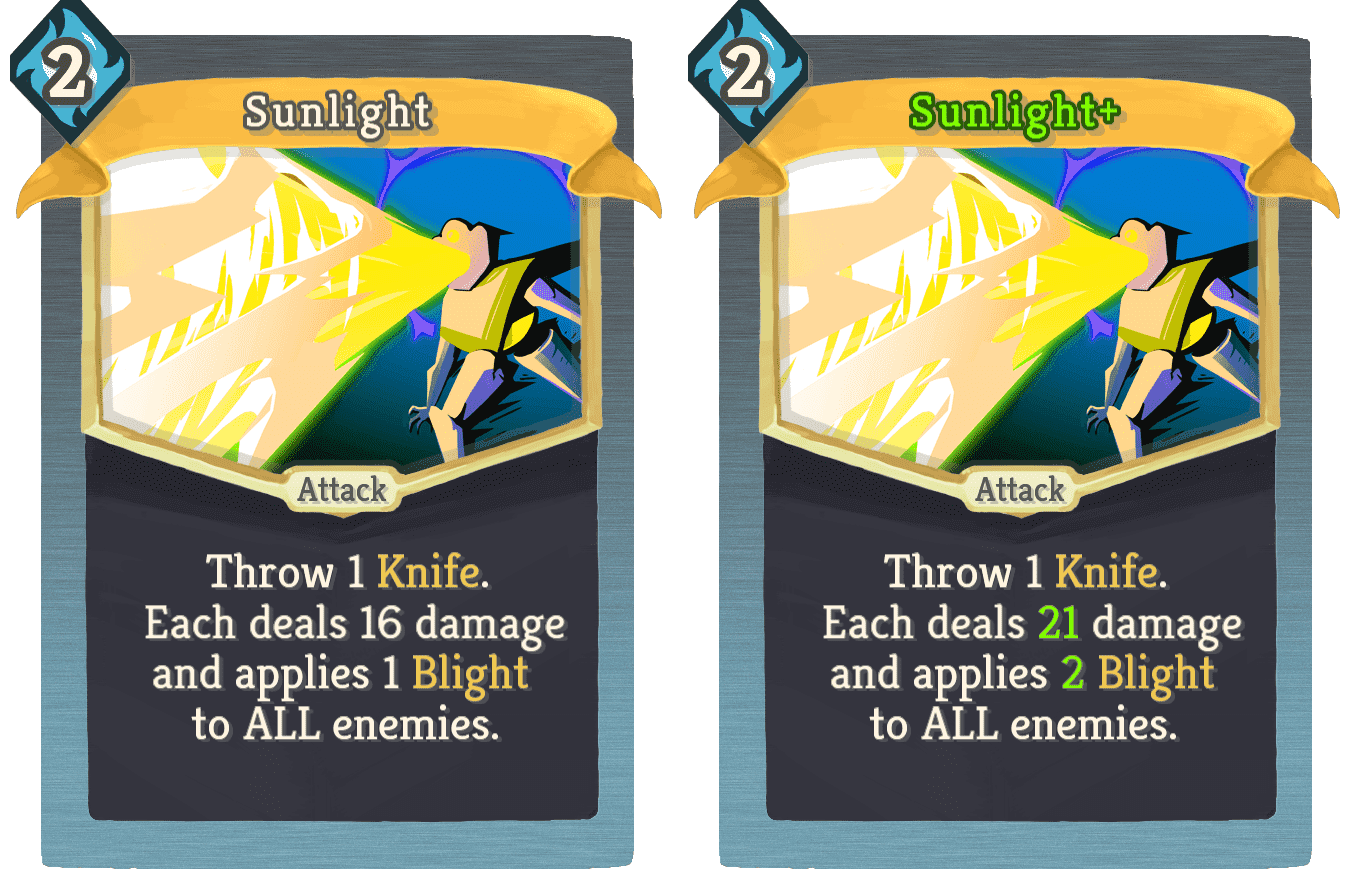 2
Sunlight
Attack
Throw 1 Knife.
Each deals 16 damage
and applies 1 Blight
to ALL enemies.
2
Sunlight+
Attack
Throw 1 Knife.
Each deals 21 damage
and applies 2 Blight
to ALL enemies.